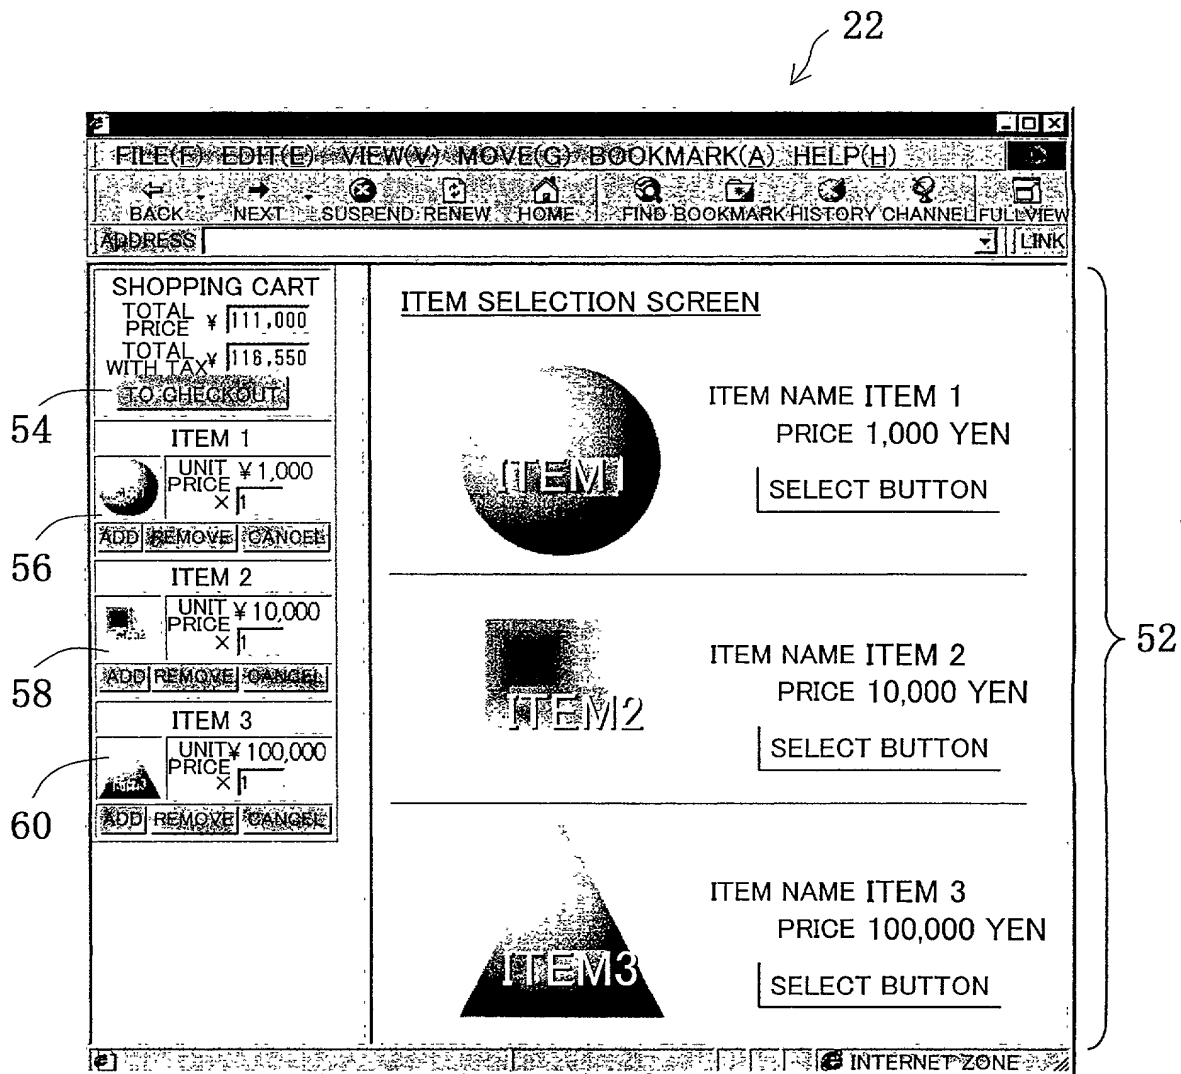 22
FILE(F) EDIT(E) VIEW(V) MOVE(G) BOOKMARK(A) HELP(H)
BACK NEXT SUSPEND RENEW HOME FIND BOOKMARK HISTORY CHANNEL FULLVIEW
ADDRESS LINK
SHOPPING CART
TOTAL PRICE ¥ 111,000
TOTAL WITH TAX ¥ 116,550
TO CHECKOUT
54
ITEM 1
UNIT PRICE ¥1,000
× 1
ADD REMOVE CANCEL
56
ITEM 2
UNIT PRICE ¥10,000
× 1
ADD REMOVE CANCEL
58
ITEM 3
UNIT PRICE ¥100,000
× 1
ADD REMOVE CANCEL
60
ITEM SELECTION SCREEN
ITEM1
ITEM NAME ITEM 1
PRICE 1,000 YEN
SELECT BUTTON
ITEM2
ITEM NAME ITEM 2
PRICE 10,000 YEN
SELECT BUTTON
ITEM3
ITEM NAME ITEM 3
PRICE 100,000 YEN
SELECT BUTTON
52
INTERNET ZONE